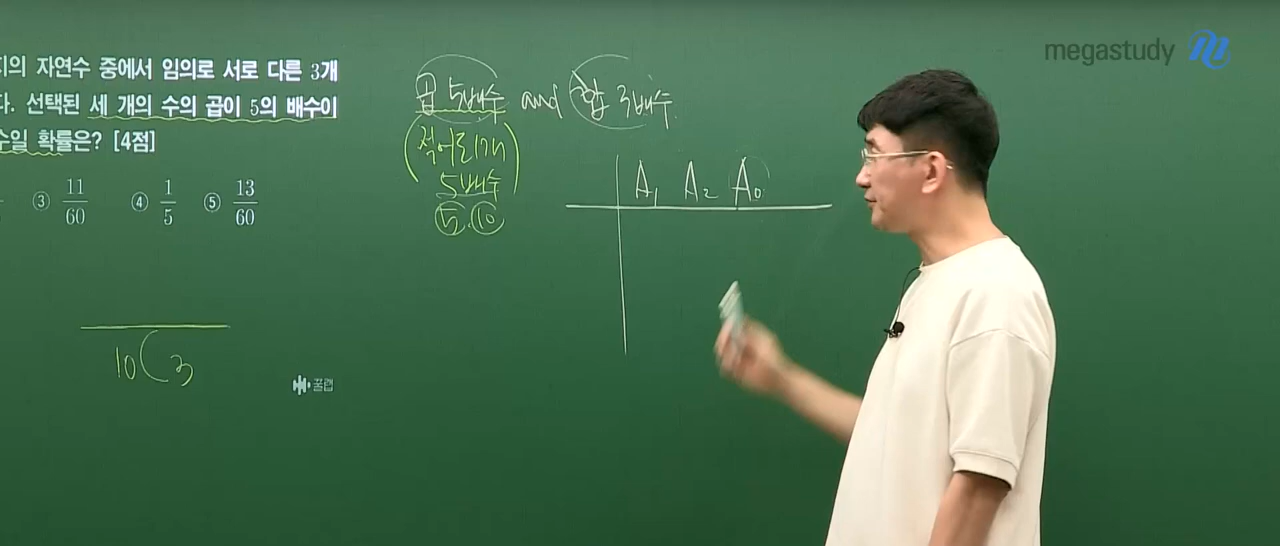 megastudy
지의 자연수 중에서 임의로 서로 다른 3개
다. 선택된 세 개의 수의 곱이 5의 배수이
수일 확률은? [4점]
③ 11/60 ④ 1/5 ⑤ 13/60
10C3
꿀랩
곱 5배수 and 합 3배수.
(적어도 1개
5배수)
5, 10
A₁ A₂ A₀